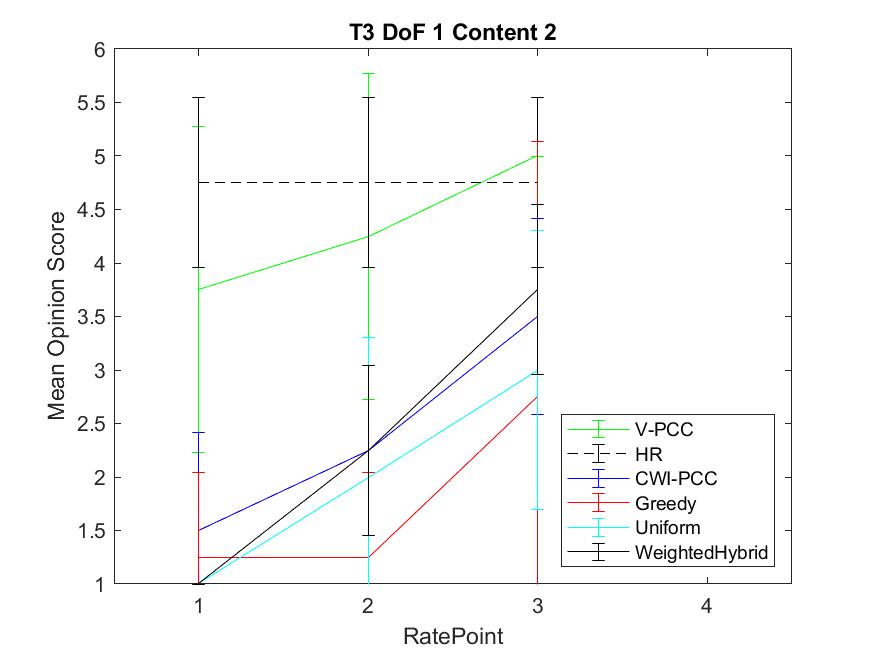 T3 DoF 1 Content 2
Mean Opinion Score
6
5.5
5
4.5
4
3.5
3
2.5
2
1.5
1
1 2 3 4
RatePoint
V-PCC
HR
CWI-PCC
Greedy
Uniform
WeightedHybrid